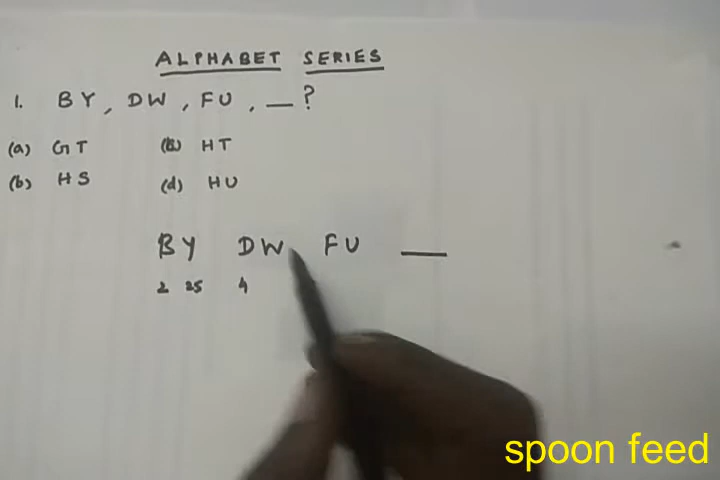 ALPHABET SERIES
1. BY, DW, FU, __?
(a) GT (c) HT
(b) HS (d) HU
BY DW FU __
2 25 4
spoon feed